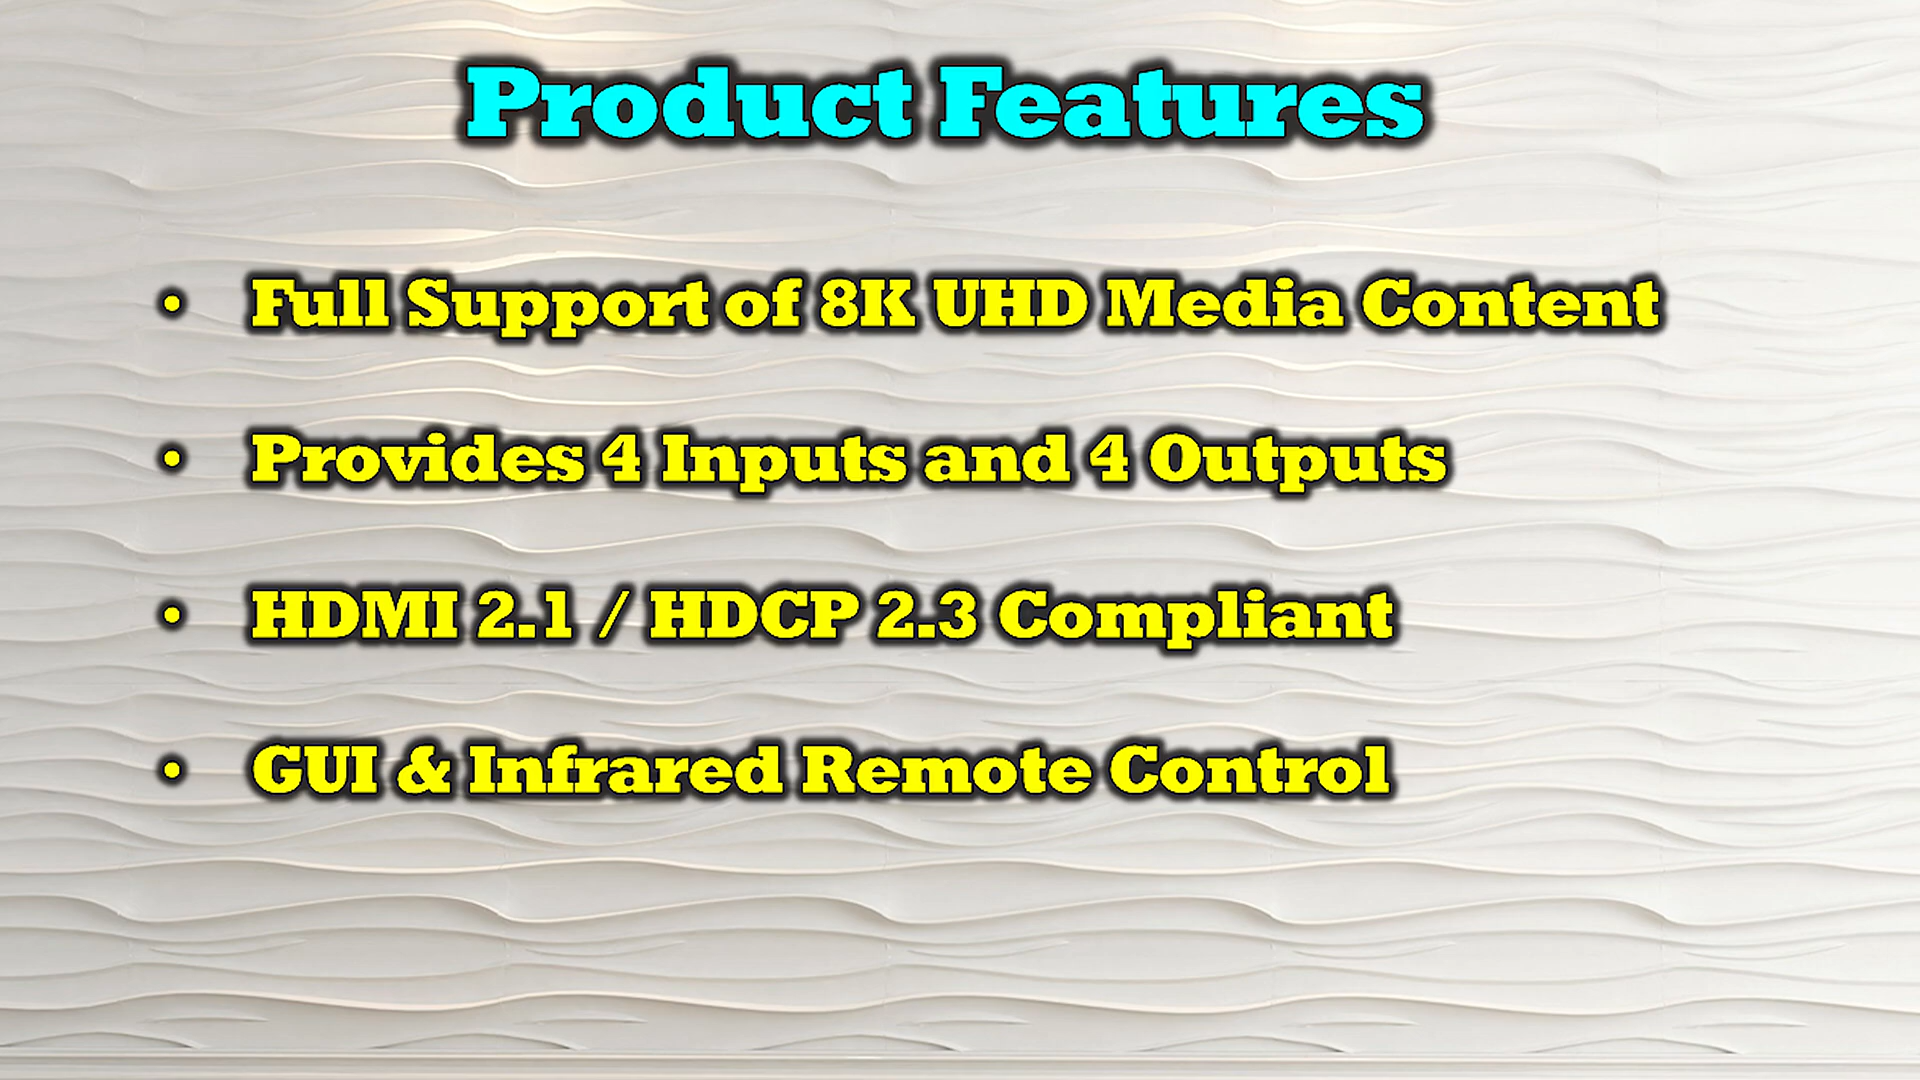 Product Features
• Full Support of 8K UHD Media Content
• Provides 4 Inputs and 4 Outputs
• HDMI 2.1 / HDCP 2.3 Compliant
• GUI & Infrared Remote Control